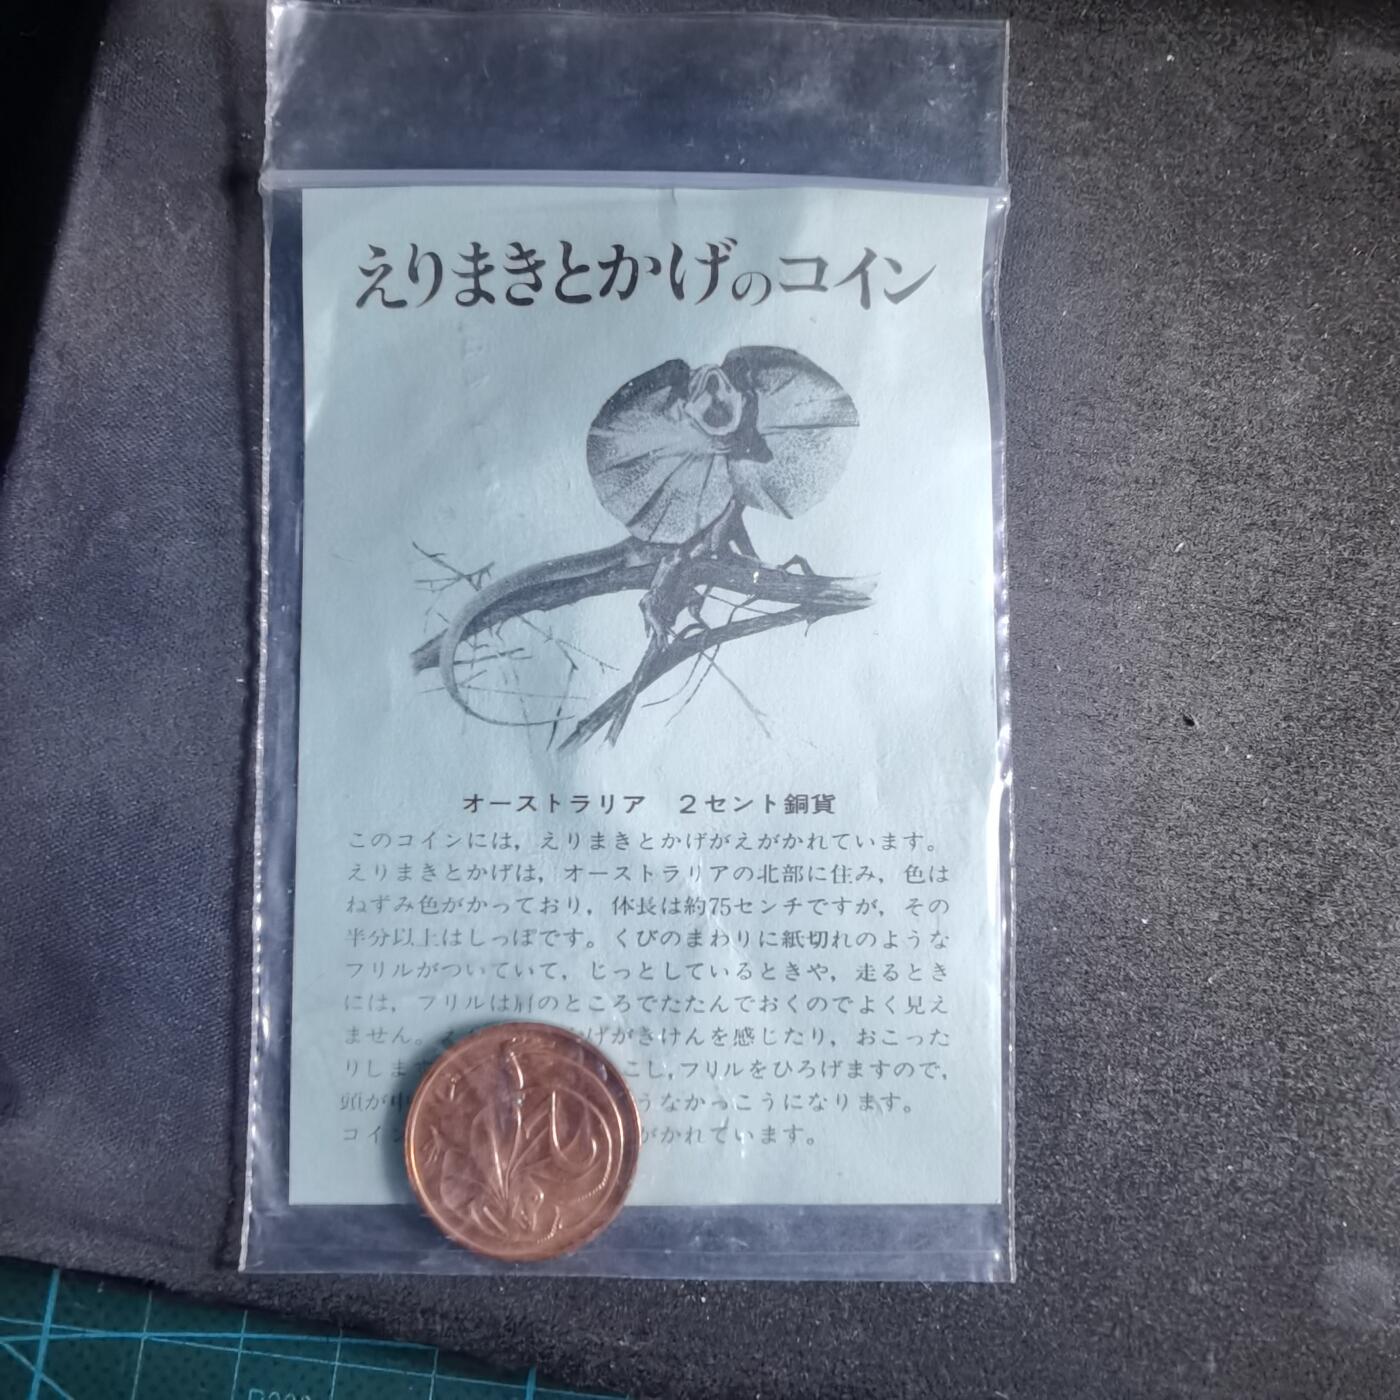 えりまきとかげのコイン
オーストラリア　２セント銅貨
このコインには，えりまきとかげがえがかれています。
えりまきとかげは，オーストラリアの北部に住み，色は
ねずみ色がかっており，体長は約75センチですが，その
半分以上はしっぽです。くびのまわりに紙切れのような
フリルがついていて，じっとしているときや，走るとき
には，フリルは肩のところでたたんでおくのでよく見え
ません。 かげがきけんを感じたり，おこった
りしま こし，フリルをひろげますので，
頭が うなかっこうになります。
コイン がかれています。